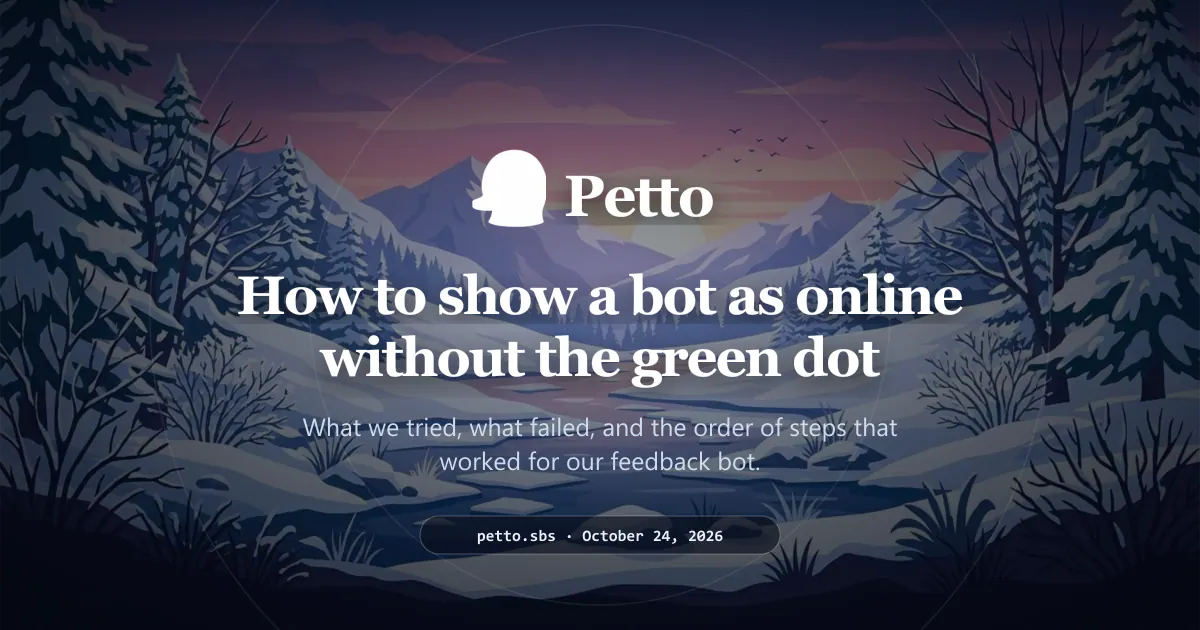 Petto
How to show a bot as online
without the green dot
What we tried, what failed, and the order of steps that
worked for our feedback bot.
petto.sbs · October 24, 2026